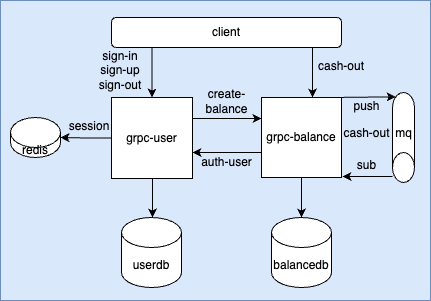 client
sign-in
sign-up
sign-out
cash-out
create-
balance
push
grpc-user
grpc-balance
cash-out
mq
session
redis
auth-user
sub
userdb
balancedb